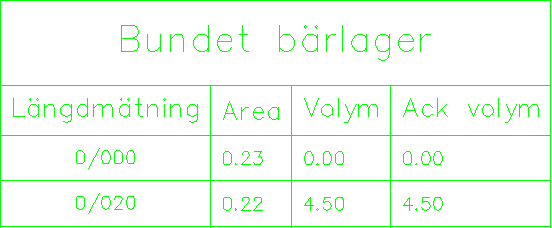 Bundet bärlager
Längdmätning Area Volym Ack volym
0/000 0.23 0.00 0.00
0/020 0.22 4.50 4.50